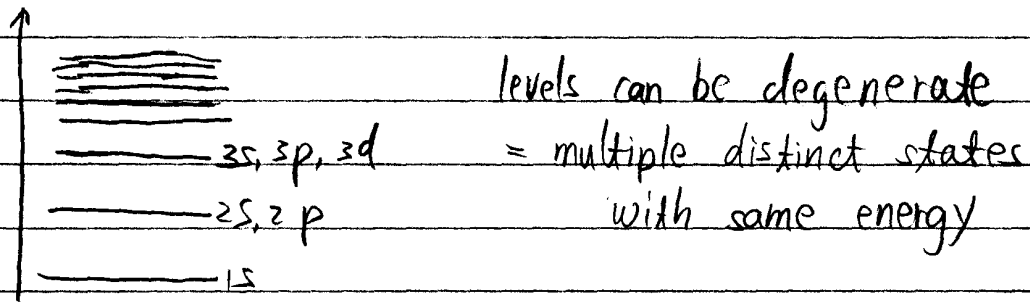 levels can be degenerate
3s, 3p, 3d = multiple distinct states
2s, 2p with same energy
1s